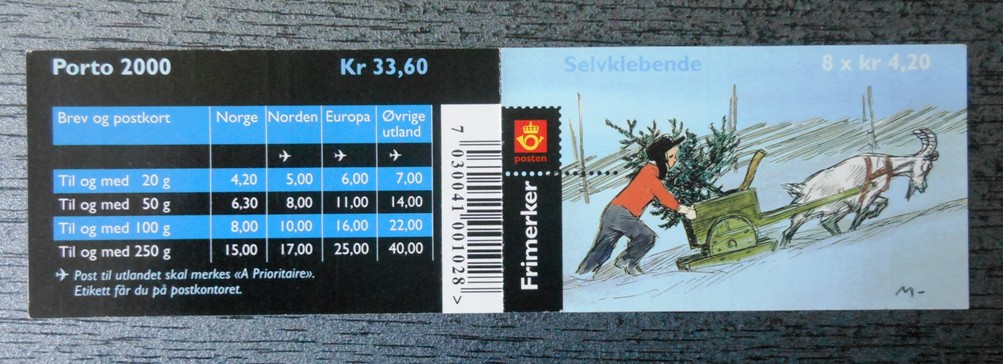 Porto 2000 Kr 33,60
Brev og postkort Norge Norden Europa Øvrige utland
Til og med 20 g 4,20 5,00 6,00 7,00
Til og med 50 g 6,30 8,00 11,00 14,00
Til og med 100 g 8,00 10,00 16,00 22,00
Til og med 250 g 15,00 17,00 25,00 40,00
Post til utlandet skal merkes «A Prioritaire».
Etikett får du på postkontoret.
7 030041 001028 >
posten
Frimerker
Selvklebende 8 x kr 4,20
M-